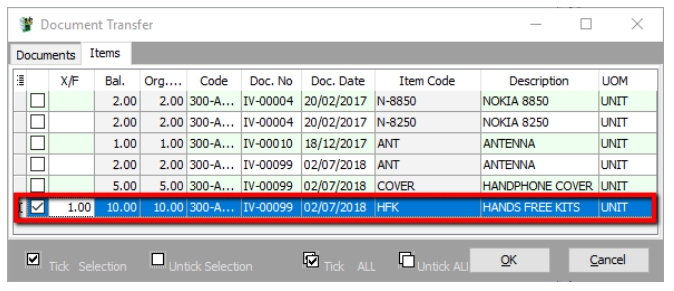 Document Transfer
Documents Items
X/F Bal. Org.... Code Doc. No Doc. Date Item Code Description UOM
2.00 2.00 300-A... IV-00004 20/02/2017 N-8850 NOKIA 8850 UNIT
2.00 2.00 300-A... IV-00004 20/02/2017 N-8250 NOKIA 8250 UNIT
1.00 1.00 300-A... IV-00010 18/12/2017 ANT ANTENNA UNIT
2.00 2.00 300-A... IV-00099 02/07/2018 ANT ANTENNA UNIT
5.00 5.00 300-A... IV-00099 02/07/2018 COVER HANDPHONE COVER UNIT
1.00 10.00 10.00 300-A... IV-00099 02/07/2018 HFK HANDS FREE KITS UNIT
Tick Selection Untick Selection Tick ALL Untick ALL OK Cancel